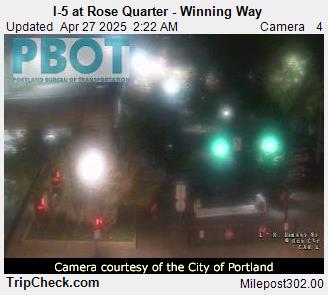 I-5 at Rose Quarter - Winning Way
Updated Apr 27 2025 2:22 AM Camera 4
PBOT
PORTLAND BUREAU OF TRANSPORTATION
Camera courtesy of the City of Portland
TripCheck.com Milepost302.00